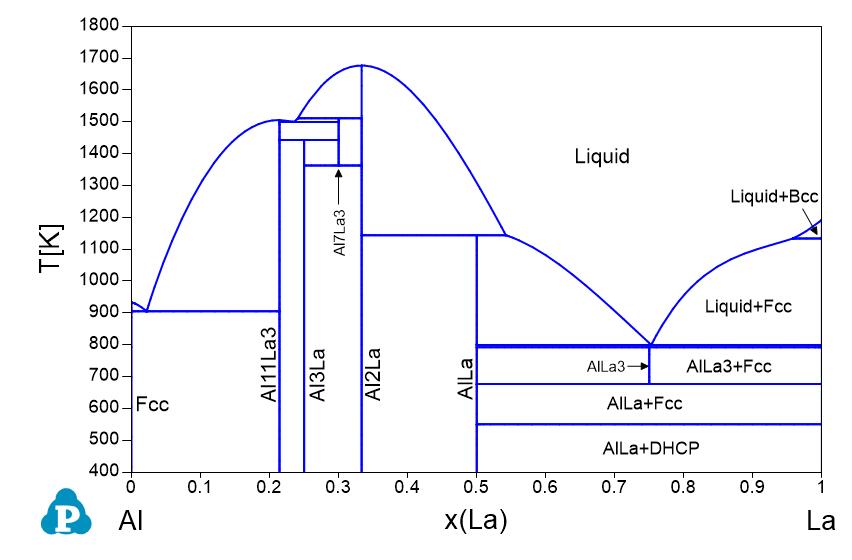 1800
1700
1600
1500
1400
1300
1200
1100
1000
900
800
700
600
500
400
T[K]
Liquid
Liquid+Bcc
Al7La3
Liquid+Fcc
Al11La3
Al3La
Al2La
AlLa
AlLa3
AlLa3+Fcc
Fcc
AlLa+Fcc
AlLa+DHCP
0
0.1
0.2
0.3
0.4
0.5
0.6
0.7
0.8
0.9
1
P
Al
x(La)
La